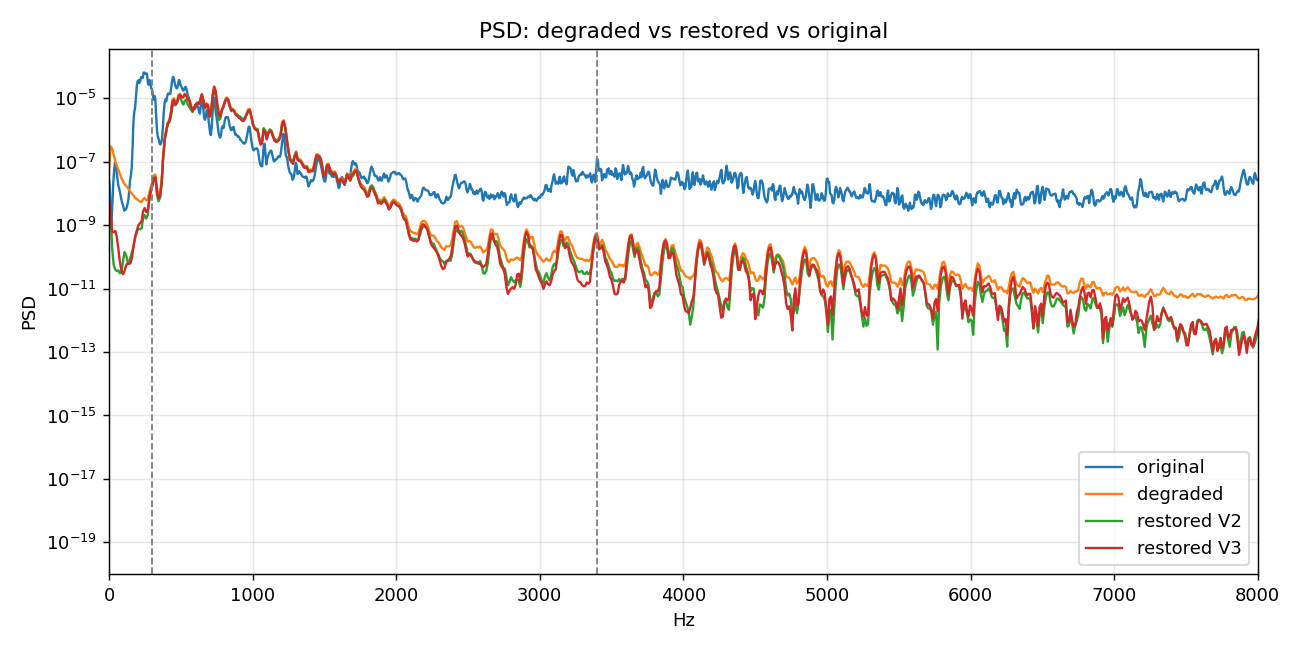 PSD: degraded vs restored vs original
PSD
10⁻⁵
10⁻⁷
10⁻⁹
10⁻¹¹
10⁻¹³
10⁻¹⁵
10⁻¹⁷
10⁻¹⁹
original
degraded
restored V2
restored V3
0 1000 2000 3000 4000 5000 6000 7000 8000
Hz